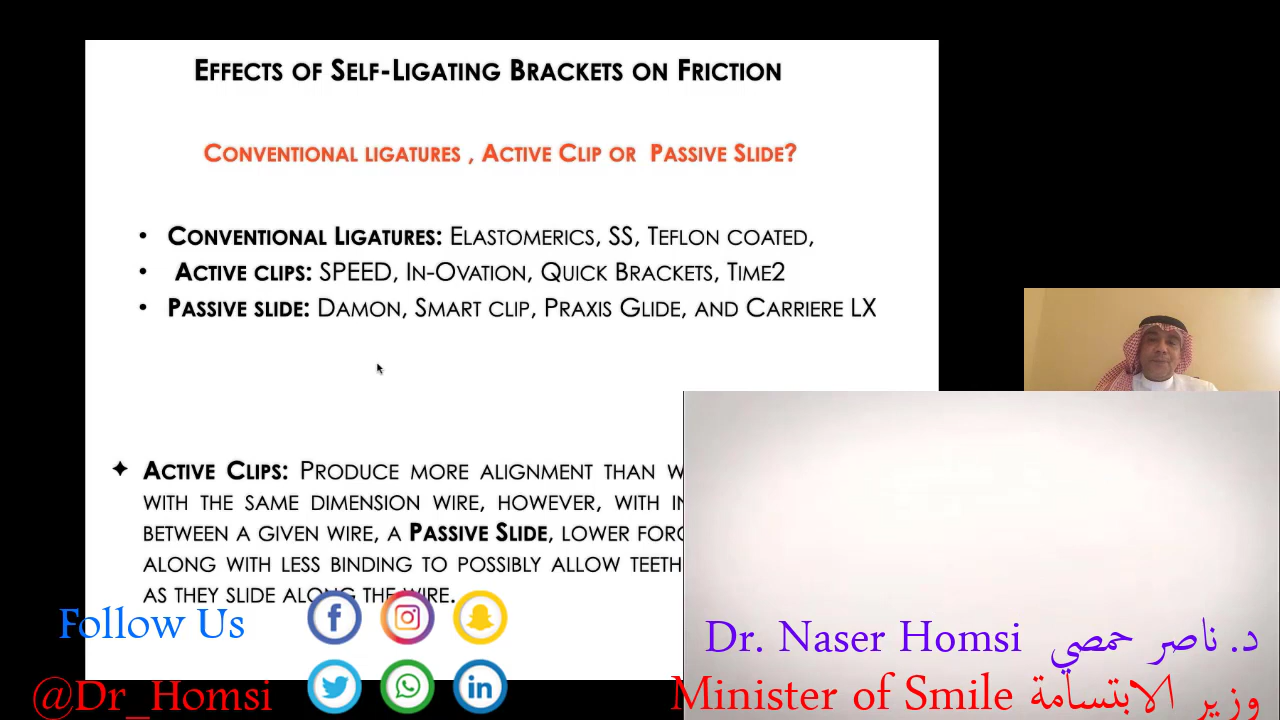 EFFECTS OF SELF-LIGATING BRACKETS ON FRICTION
CONVENTIONAL LIGATURES , ACTIVE CLIP OR PASSIVE SLIDE?
• CONVENTIONAL LIGATURES: ELASTOMERICS, SS, TEFLON COATED,
• ACTIVE CLIPS: SPEED, IN-OVATION, QUICK BRACKETS, TIME2
• PASSIVE SLIDE: DAMON, SMART CLIP, PRAXIS GLIDE, AND CARRIERE LX
✦ ACTIVE CLIPS: PRODUCE MORE ALIGNMENT THAN
WITH THE SAME DIMENSION WIRE, HOWEVER, WITH
BETWEEN A GIVEN WIRE, A PASSIVE SLIDE, LOWER
ALONG WITH LESS BINDING TO POSSIBLY ALLOW TEETH
AS THEY SLIDE ALONG THE WIRE.
Follow Us
@Dr_Homsi
Dr. Naser Homsi د. ناصر حمصي
Minister of Smile وزير الابتسامة